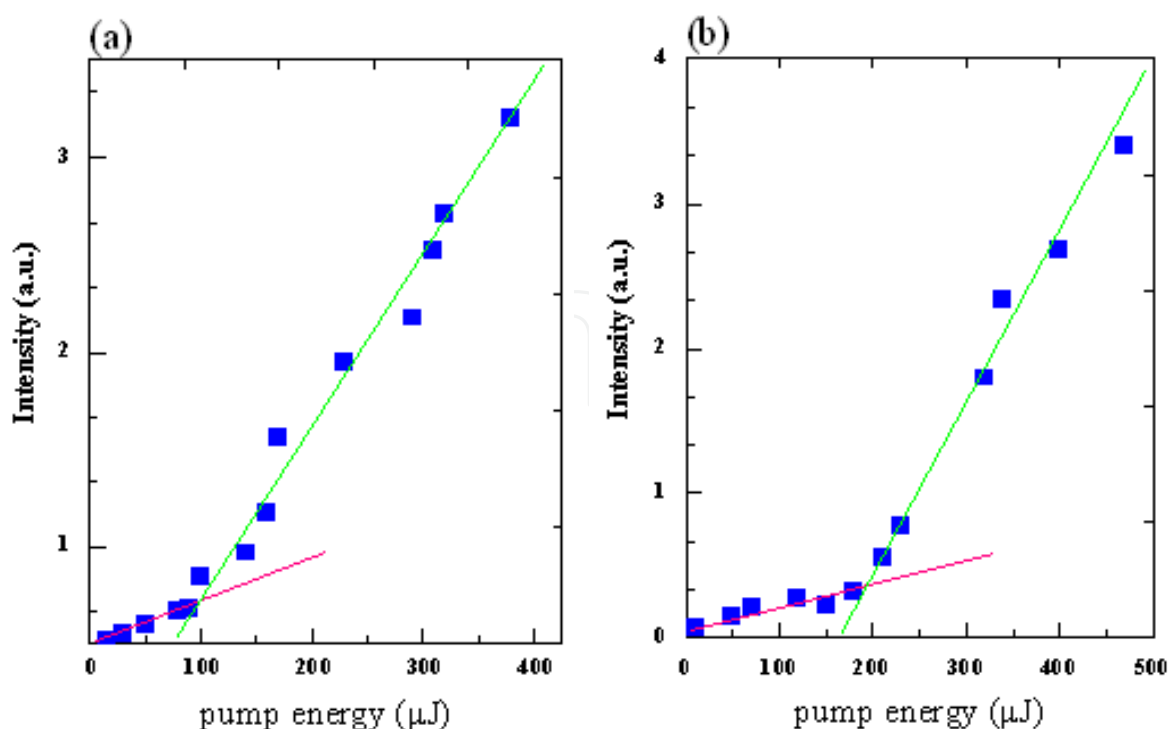 (a)
3
2
1
0 100 200 300 400
Intensity (a.u.)
pump energy (μJ)
(b)
4
3
2
1
0
0 100 200 300 400 500
Intensity (a.u.)
pump energy (μJ)